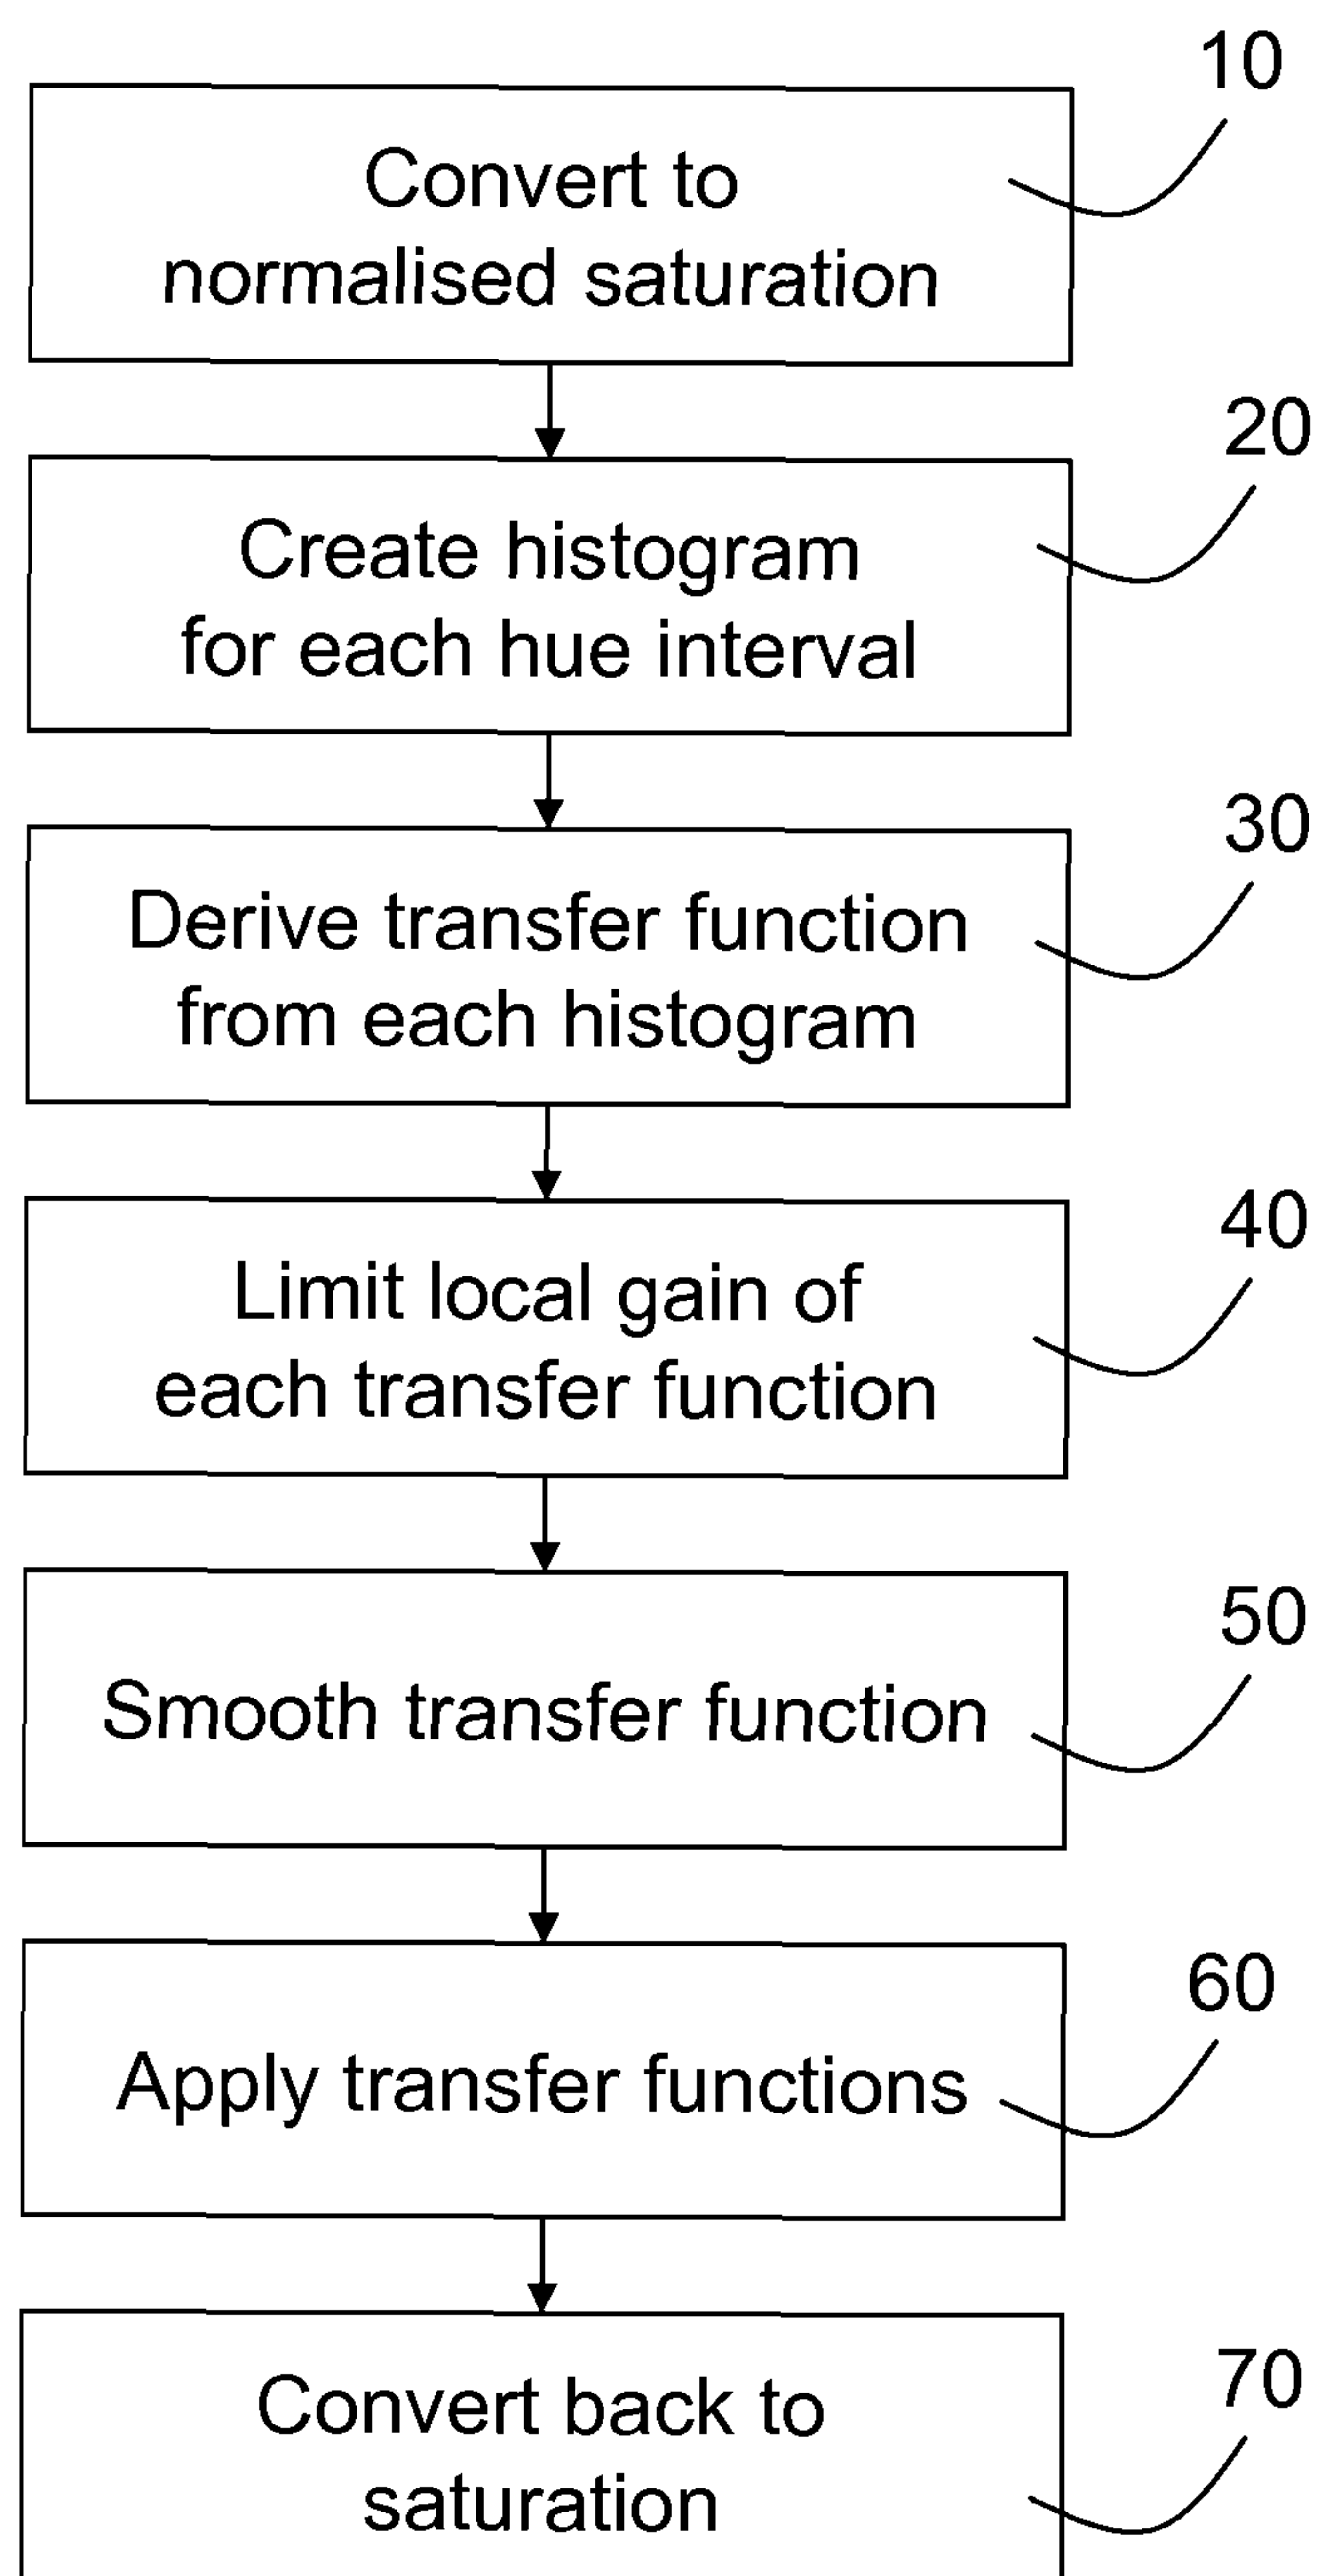 10
Convert to
normalised saturation
20
Create histogram
for each hue interval
30
Derive transfer function
from each histogram
40
Limit local gain of
each transfer function
50
Smooth transfer function
60
Apply transfer functions
70
Convert back to
saturation